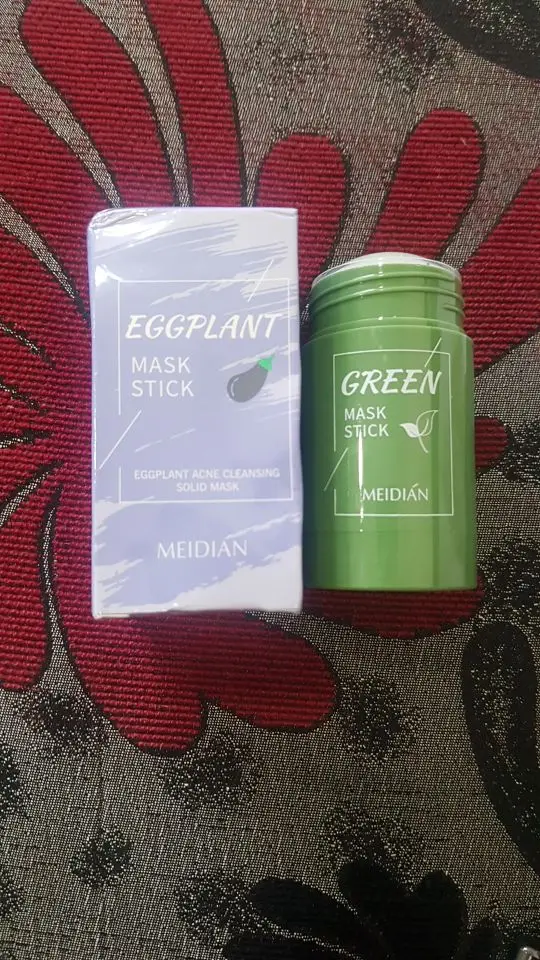 EGGPLANT
MASK
STICK
EGGPLANT ACNE CLEANSING
SOLID MASK
MEIDIAN
GREEN
MASK
STICK
MEIDIÁN